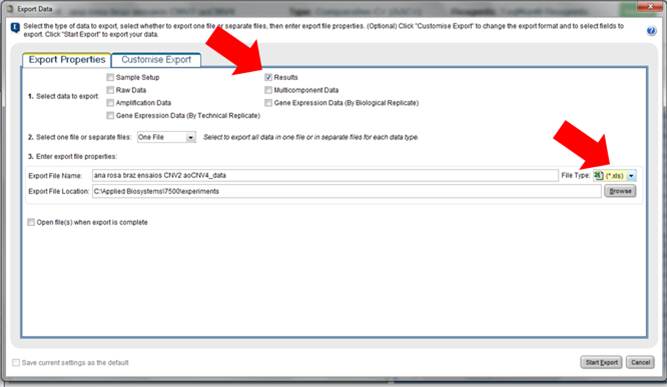 Export Data
Select the type of data to export, select whether to export one file or separate files, then enter export file properties. (Optional) Click "Customise Export" to change the export format and to select fields to
export. Click "Start Export" to export your data.
Export Properties
Customise Export
1. Select data to export
Sample Setup
Results
Raw Data
Multicomponent Data
Amplification Data
Gene Expression Data (By Biological Replicate)
Gene Expression Data (By Technical Replicate)
2. Select one file or separate files: One File Select to export all data in one file or in separate files for each data type.
3. Enter export file properties:
Export File Name: ana rosa braz ensaios CNV2 aoCNV4_data File Type: (*.xls)
Export File Location: C:\Applied Biosystems\7500\experiments Browse
Open file(s) when export is complete
Save current settings as the default
Start Export Cancel